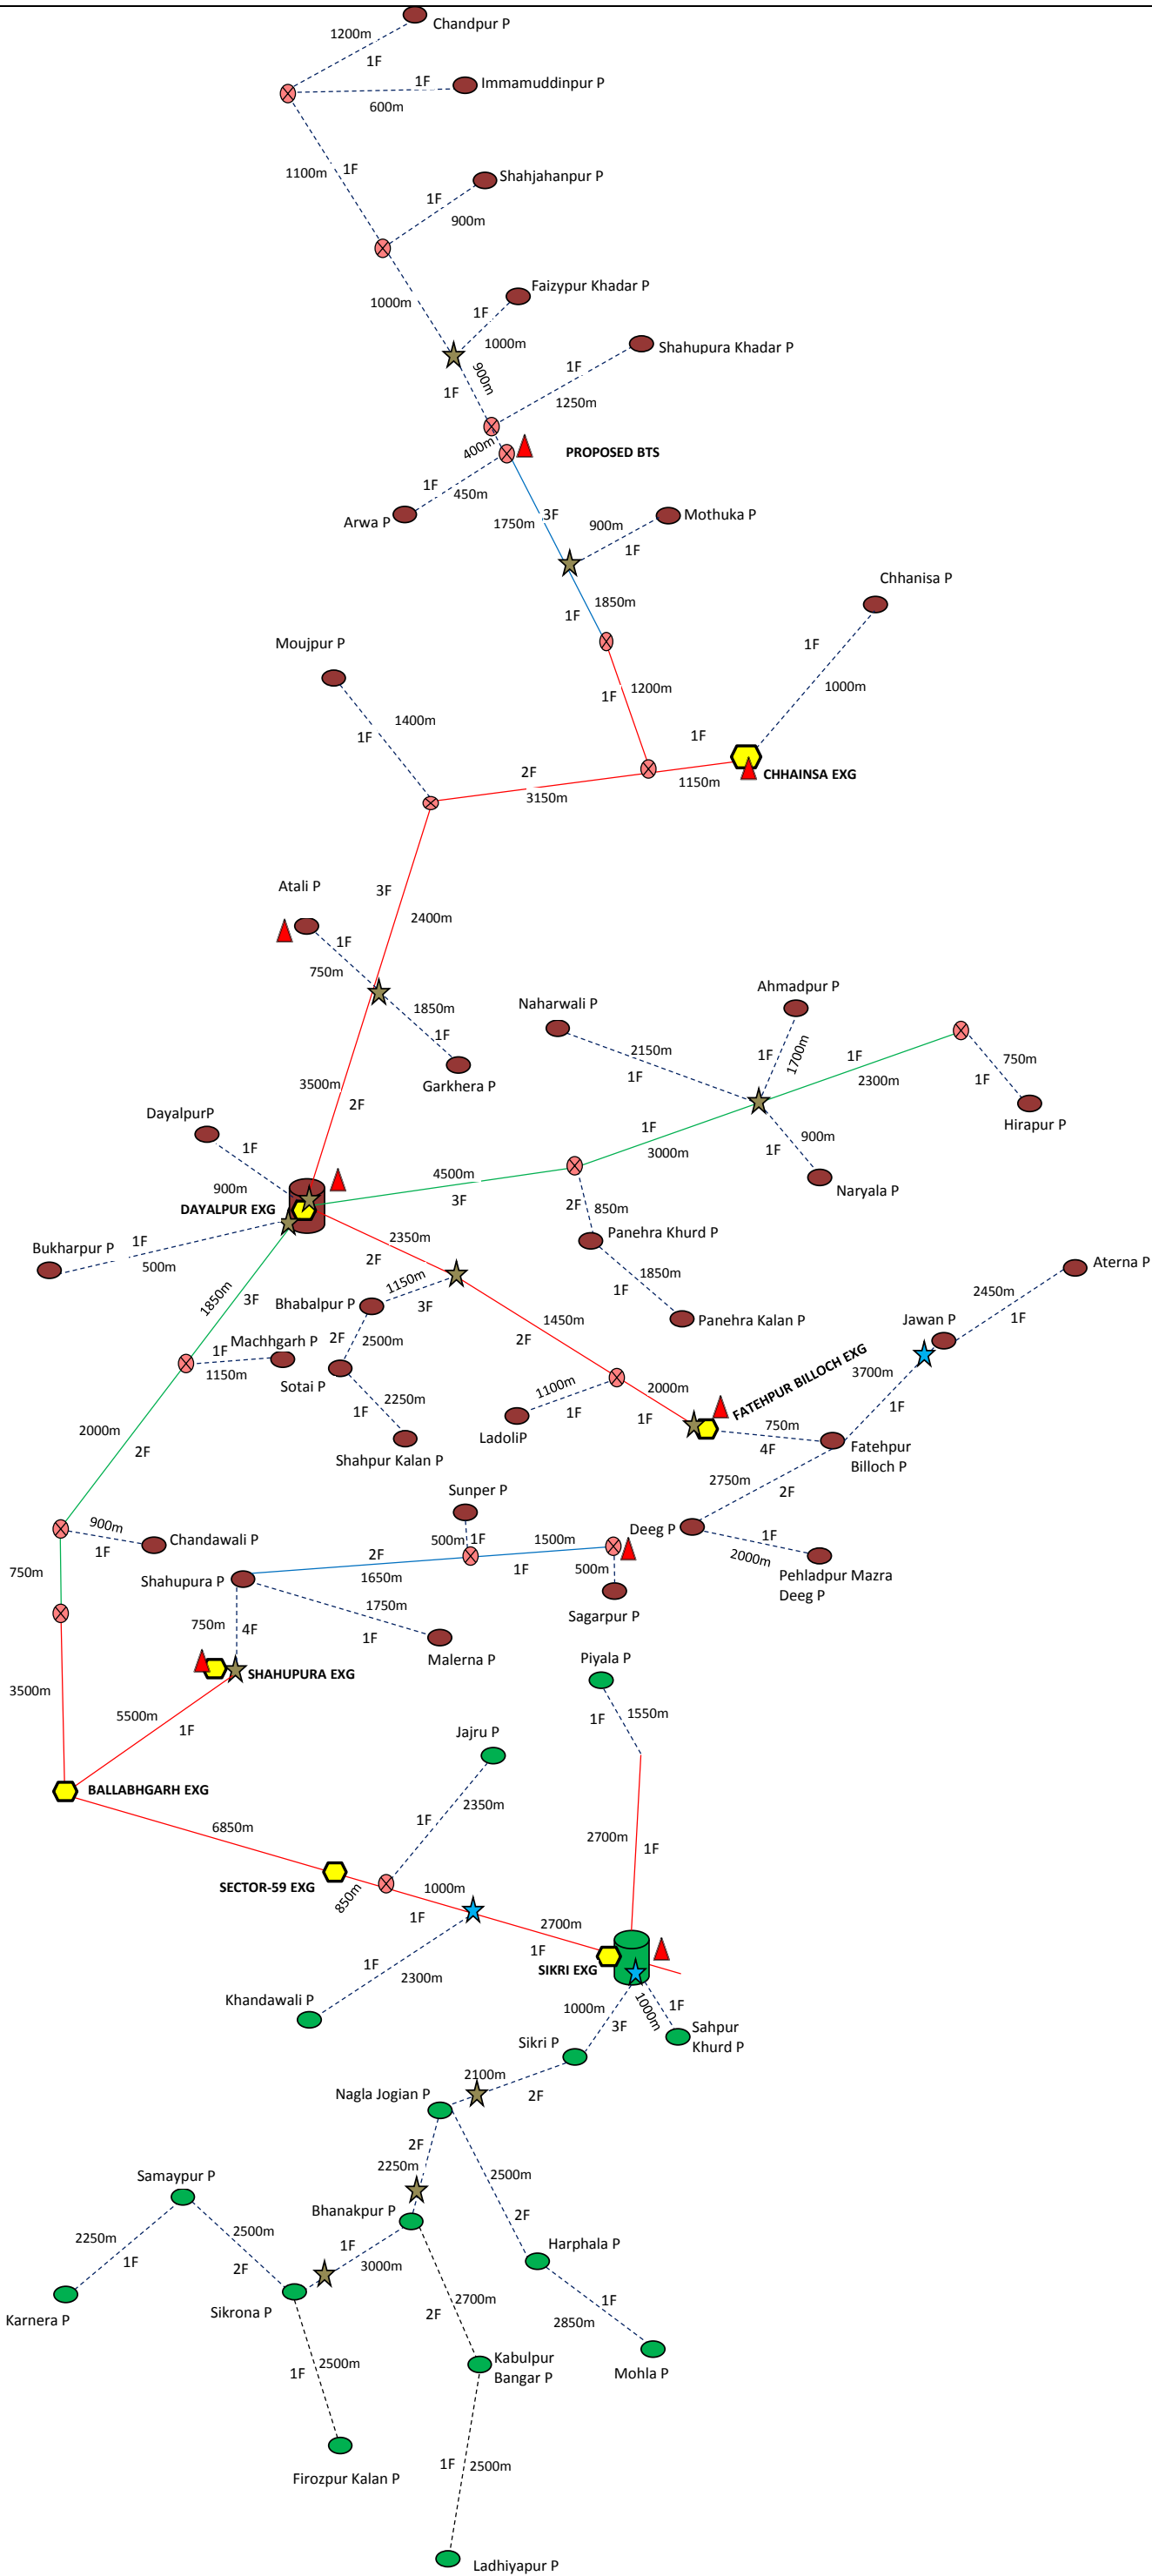 Chandpur P
1200m
1F
1F
Immamuddinpur P
600m
1100m
1F
Shahjahanpur P
1F
900m
Faizypur Khadar P
1000m
1F
1000m
Shahupura Khadar P
900m
1F
1F
1250m
400m
PROPOSED BTS
1F
450m
Arwa P
1750m
3F
900m
Mothuka P
1F
Chhanisa P
1850m
1F
Moujpur P
1F
1000m
1200m
1F
1400m
1F
1F
2F
3150m
CHHAINSA EXG
1150m
Atali P
3F
2400m
1F
750m
Ahmadpur P
Naharwali P
1850m
1F
2150m
1F
1F
1700m
1F
2300m
750m
1F
Garkhera P
3500m
2F
DayalpurP
Hirapur P
1F
1F
3000m
900m
1F
900m
4500m
3F
Naryala P
DAYALPUR EXG
2F
850m
Panehra Khurd P
Bukharpur P
1F
500m
2350m
2F
Aterna P
1850m
1F
1150m
3F
2450m
1F
1850m
3F
Bhabalpur P
1450m
2F
Panehra Kalan P
Jawan P
Machhgarh P
1F
1150m
2F
2500m
Sotai P
FATEHPUR BILLOCH EXG
3700m
1F
2250m
1F
1100m
1F
2000m
1F
LadoliP
2000m
2F
Shahpur Kalan P
750m
4F
Fatehpur
Billoch P
2750m
2F
Sunper P
900m
1F
Chandawali P
500m
1F
1500m
Deeg P
2F
1650m
1F
500m
1F
2000m
750m
Shahupura P
Pehladpur Mazra
Deeg P
1750m
1F
Sagarpur P
750m
4F
Malerna P
Piyala P
SHAHUPURA EXG
3500m
5500m
1F
1F
1550m
Jajru P
BALLABHGARH EXG
1F
2350m
6850m
2700m
1F
SECTOR-59 EXG
850m
1000m
1F
2700m
1F
SIKRI EXG
1F
2300m
Khandawali P
1000m
3F
1000m
1F
Sahpur
Khurd P
Sikri P
2100m
2F
Nagla Jogian P
2F
2250m
2500m
2F
Samaypur P
Bhanakpur P
2250m
1F
2500m
2F
1F
3000m
Harphala P
Karnera P
Sikrona P
2700m
2F
1F
2850m
1F
2500m
Kabulpur
Bangar P
Mohla P
1F
2500m
Firozpur Kalan P
Ladhiyapur P